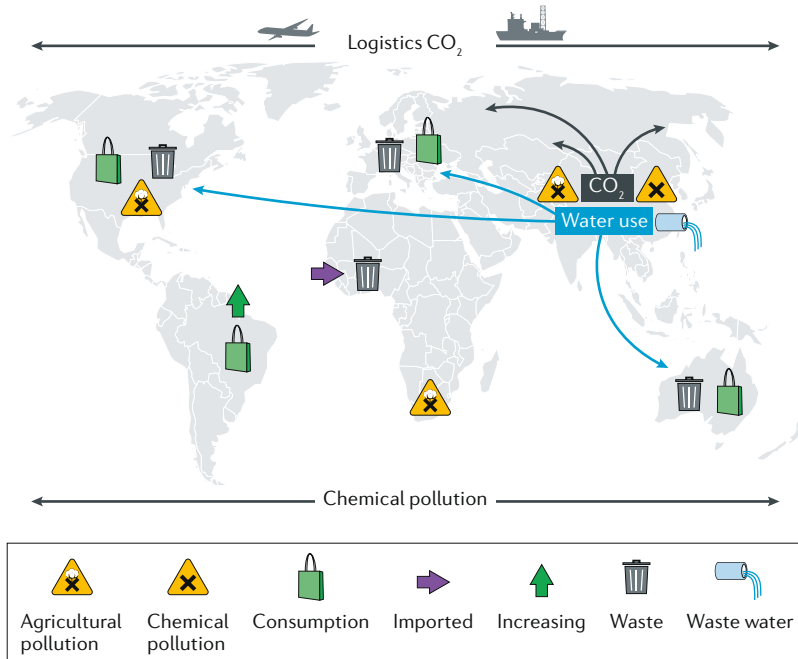 Logistics CO₂
CO₂
Water use
Chemical pollution
Agricultural
pollution
Chemical
pollution
Consumption
Imported
Increasing
Waste
Waste water